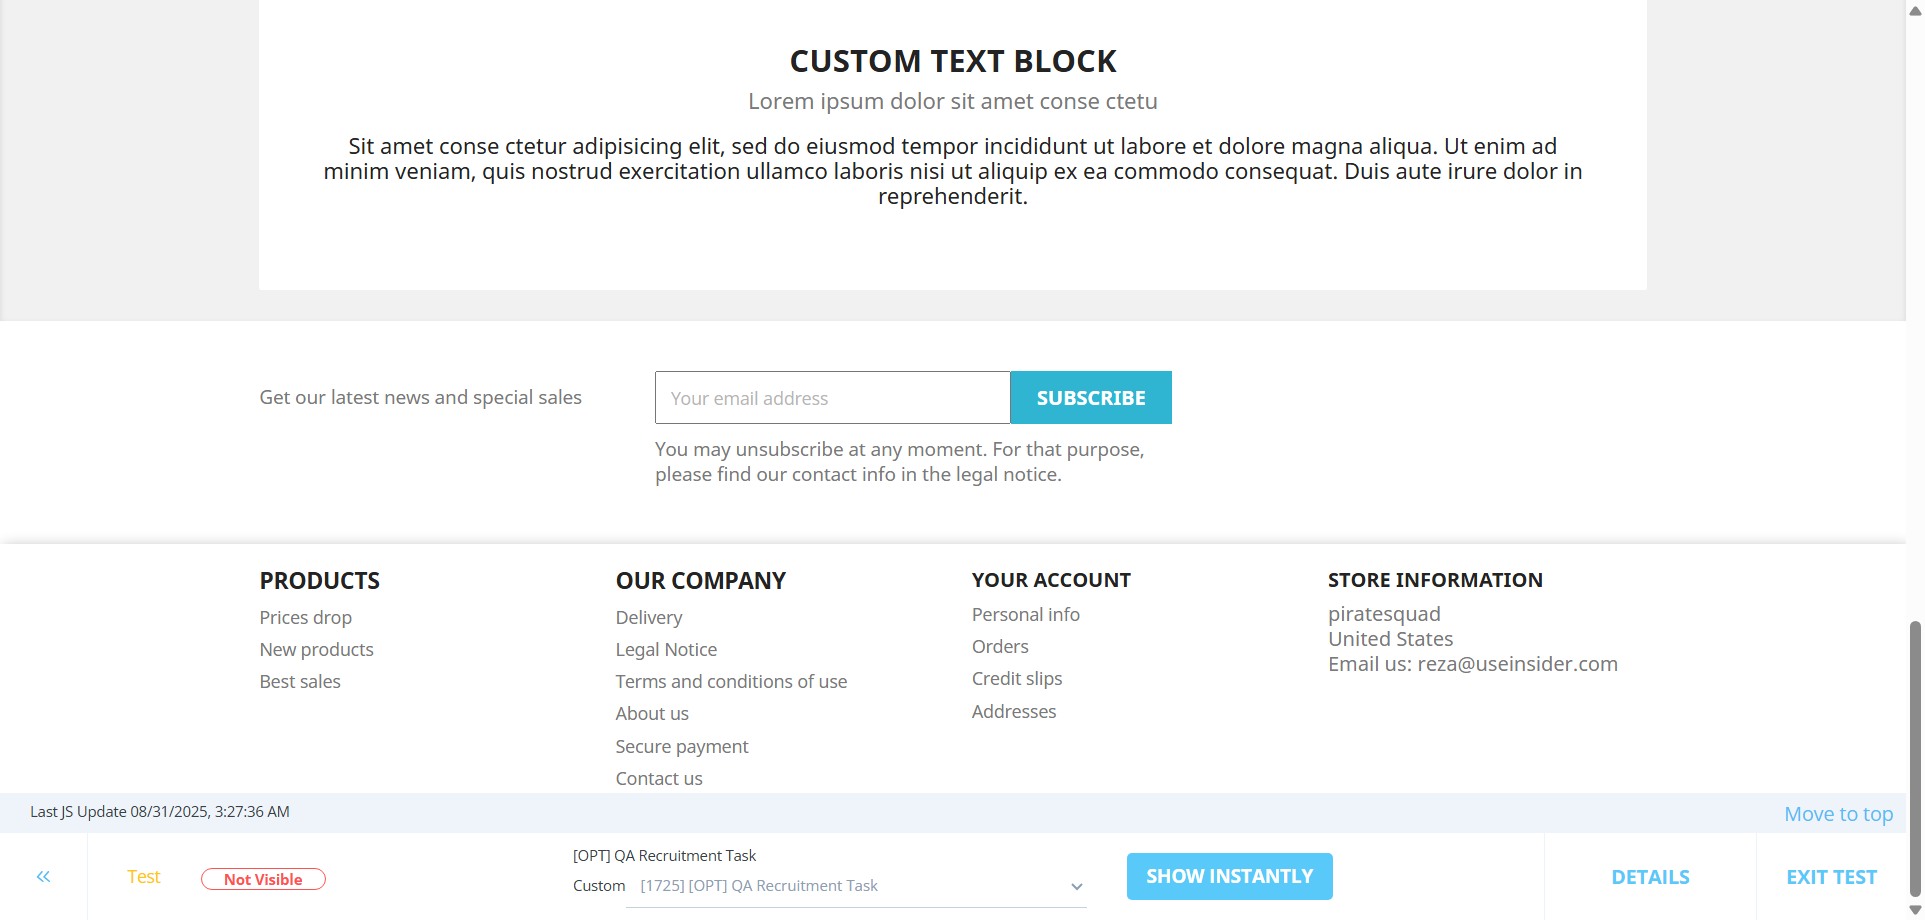 CUSTOM TEXT BLOCK
Lorem ipsum dolor sit amet conse ctetu
Sit amet conse ctetur adipisicing elit, sed do eiusmod tempor incididunt ut labore et dolore magna aliqua. Ut enim ad
minim veniam, quis nostrud exercitation ullamco laboris nisi ut aliquip ex ea commodo consequat. Duis aute irure dolor in
reprehenderit.
Get our latest news and special sales
Your email address
SUBSCRIBE
You may unsubscribe at any moment. For that purpose,
please find our contact info in the legal notice.
PRODUCTS
Prices drop
New products
Best sales
OUR COMPANY
Delivery
Legal Notice
Terms and conditions of use
About us
Secure payment
Contact us
YOUR ACCOUNT
Personal info
Orders
Credit slips
Addresses
STORE INFORMATION
piratesquad
United States
Email us: reza@useinsider.com
Last JS Update 08/31/2025, 3:27:36 AM
Move to top
Test
Not Visible
[OPT] QA Recruitment Task
Custom [1725] [OPT] QA Recruitment Task
SHOW INSTANTLY
DETAILS
EXIT TEST